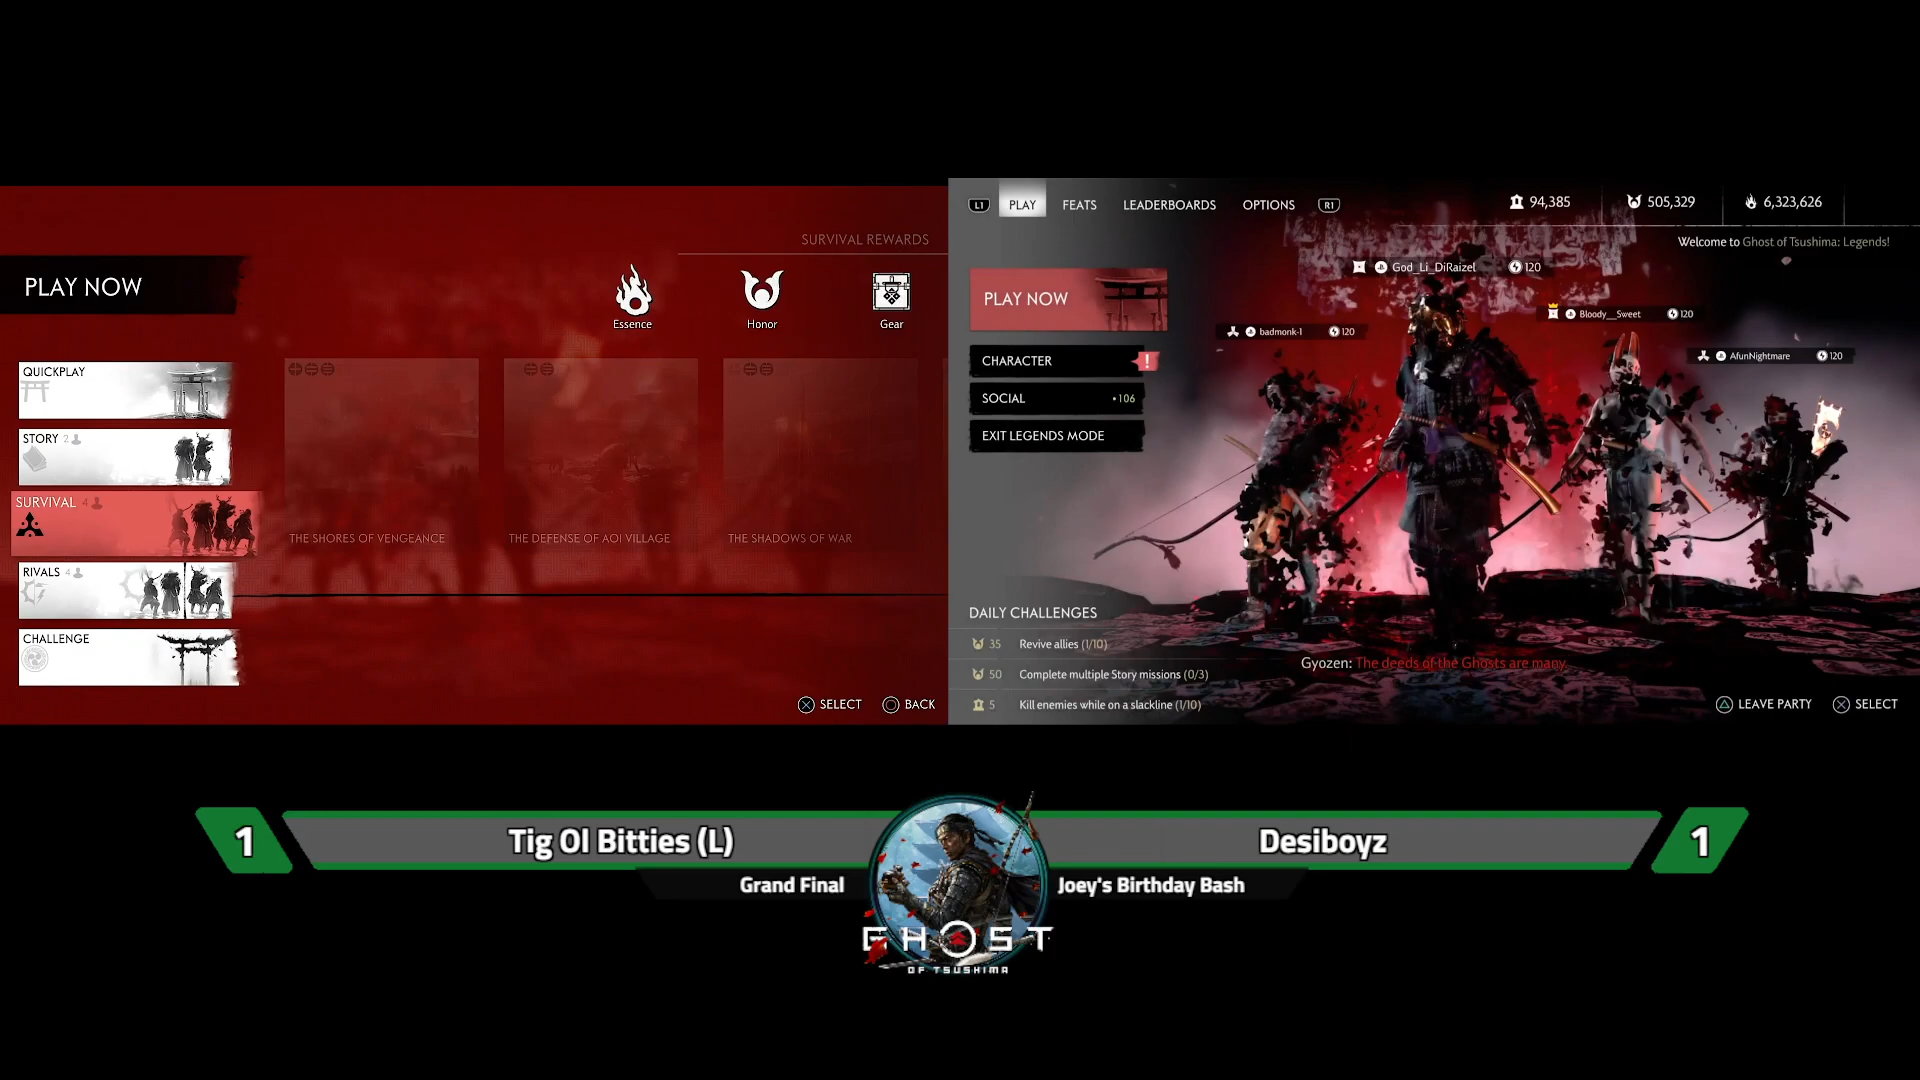 SURVIVAL REWARDS
PLAY NOW
Essence
Honor
Gear
QUICKPLAY
STORY 2
SURVIVAL 4
RIVALS 4
CHALLENGE
THE SHORES OF VENGEANCE
THE DEFENSE OF AOI VILLAGE
THE SHADOWS OF WAR
SELECT
BACK
L1 PLAY FEATS LEADERBOARDS OPTIONS R1
94,385 505,329 6,323,626
Welcome to Ghost of Tsushima: Legends!
God_Li_DiRaizel 120
Bloody__Sweet 120
badmonk-1 120
AfunNightmare 120
PLAY NOW
CHARACTER !
SOCIAL •106
EXIT LEGENDS MODE
DAILY CHALLENGES
35 Revive allies (1/10)
50 Complete multiple Story missions (0/3)
5 Kill enemies while on a slackline (1/10)
Gyozen: The deeds of the Ghosts are many.
LEAVE PARTY
SELECT
1 Tig Ol Bitties (L) Desiboyz 1
Grand Final Joey's Birthday Bash
GHOST
OF TSUSHIMA